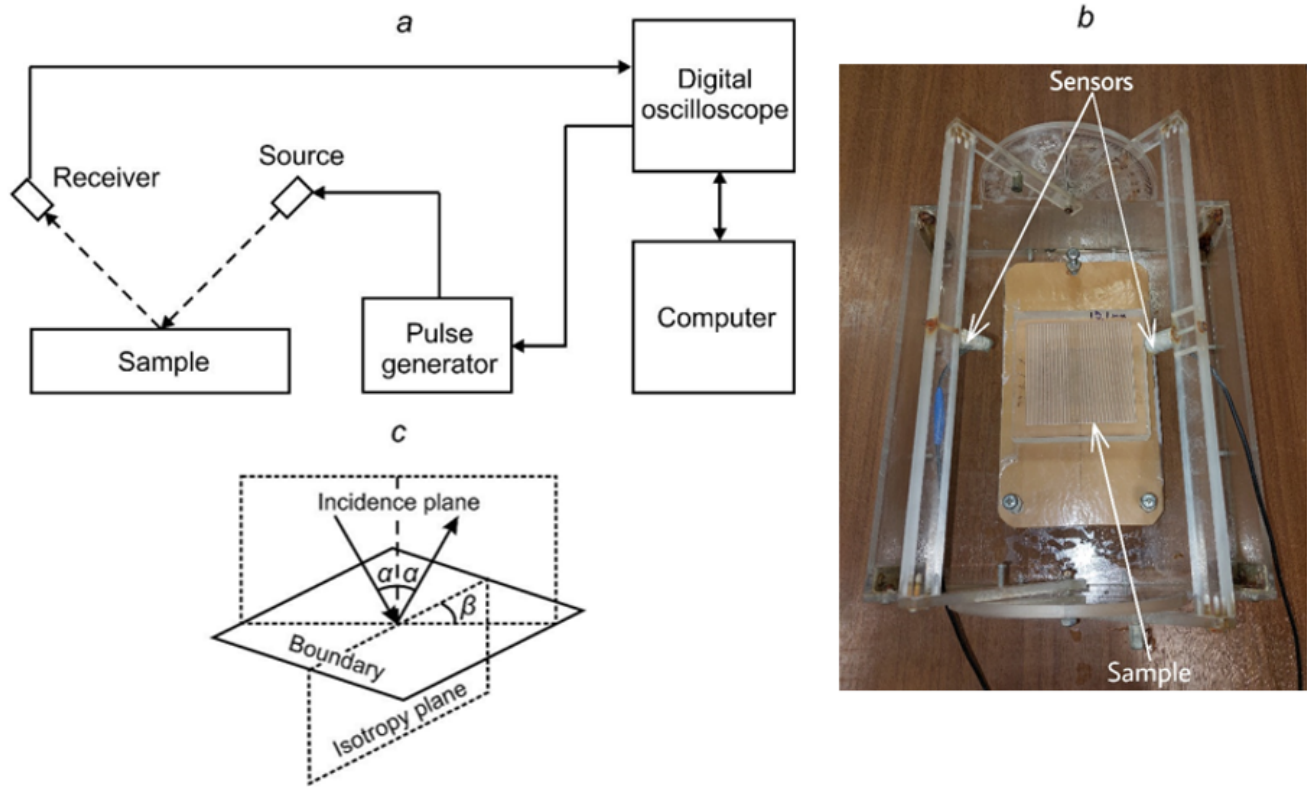 a
Receiver
Source
Digital
oscilloscope
Sample
Pulse
generator
Computer
b
Sensors
Sample
c
Incidence plane
α α
β
Boundary
Isotropy plane